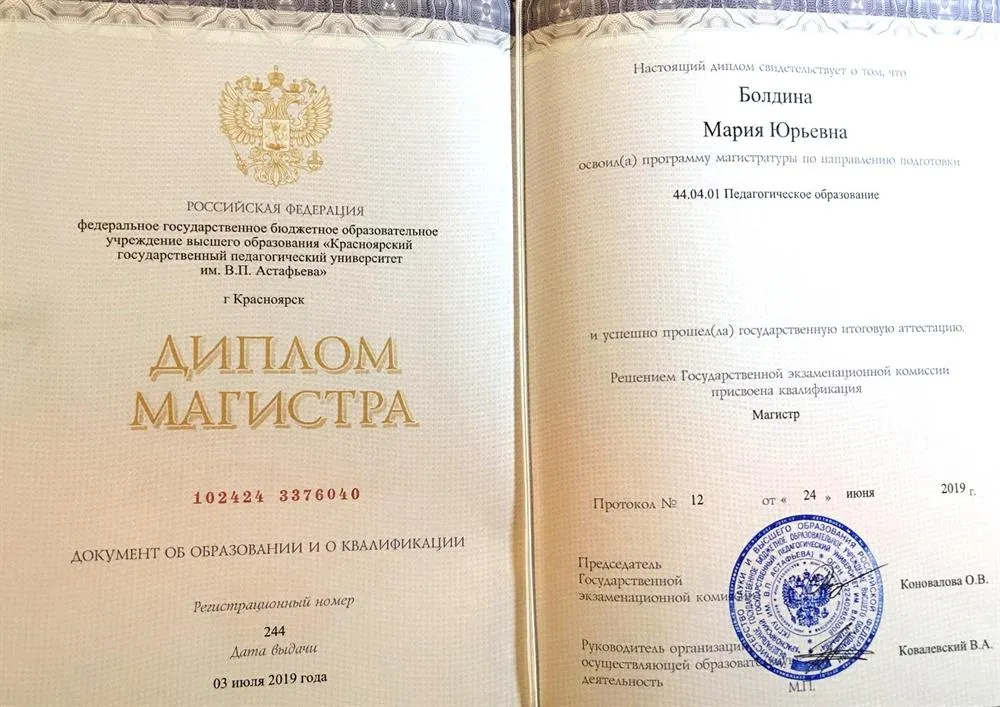 РОССИЙСКАЯ ФЕДЕРАЦИЯ
федеральное государственное бюджетное образовательное
учреждение высшего образования «Красноярский
государственный педагогический университет
им. В.П. Астафьева»
г Красноярск
ДИПЛОМ
МАГИСТРА
102424 3376040
ДОКУМЕНТ ОБ ОБРАЗОВАНИИ И О КВАЛИФИКАЦИИ
Регистрационный номер
244
Дата выдачи
03 июля 2019 года
Настоящий диплом свидетельствует о том, что
Болдина
Мария Юрьевна
освоил(а) программу магистратуры по направлению подготовки
44.04.01 Педагогическое образование
и успешно прошел(ла) государственную итоговую аттестацию.
Решением Государственной экзаменационной комиссии
присвоена квалификация
Магистр
Протокол № 12 от « 24 » июня 2019 г.
Председатель
Государственной
экзаменационной
Коновалова О.В.
Руководитель
осуществляющей
деятельность
Ковалевский В.А.
М.П.